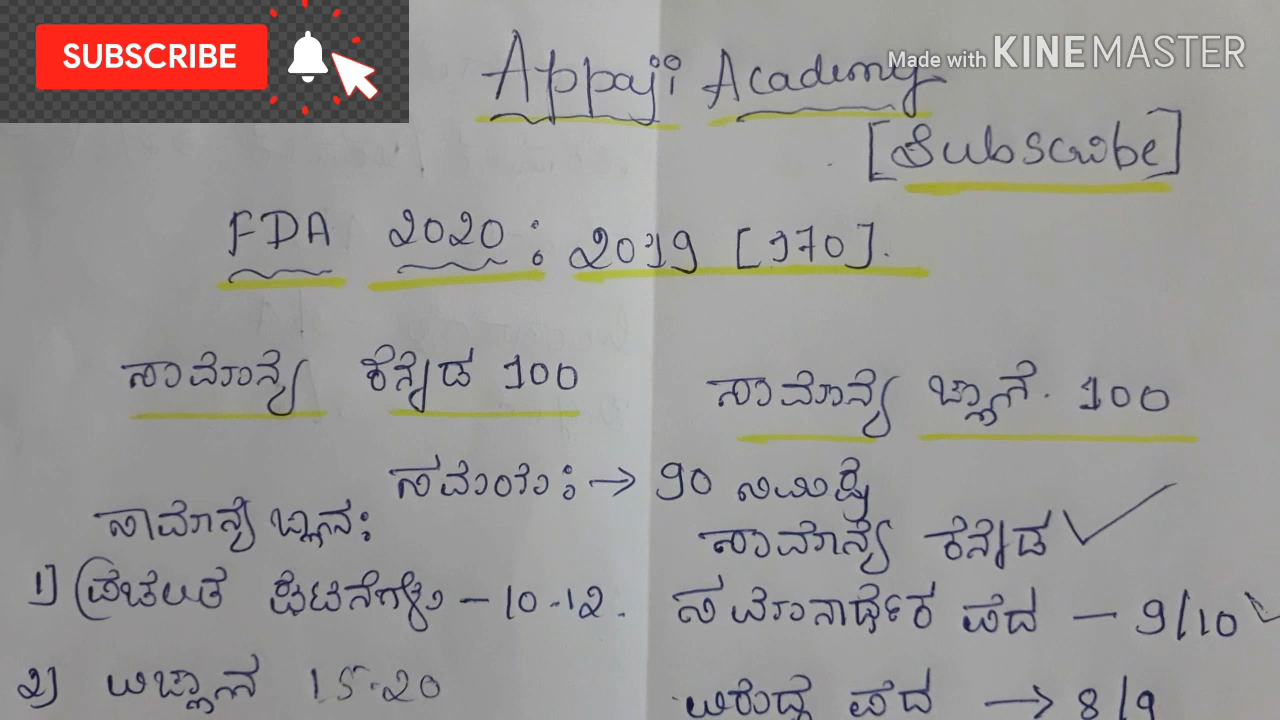 SUBSCRIBE
Made with KINEMASTER
Appaji Academy
[Subscribe]
FDA 2020: 2019 [970].
ಸಾಮಾನ್ಯ ಕನ್ನಡ 100
ಸಾಮಾನ್ಯ ಜ್ಞಾನ. 100
ಸಮಯ: → 90 ನಿಮಿಷ
ಸಾಮಾನ್ಯ ಜ್ಞಾನ:
1) ಪ್ರಚಲಿತ ಘಟನೆಗಳು - 10-12.
2) ವಿಜ್ಞಾನ 15-20
ಸಾಮಾನ್ಯ ಕನ್ನಡ ✓
ಸಮಾನಾರ್ಥಕ ಪದ - 9/10 ✓
ವಿರುದ್ಧ ಪದ → 8/9